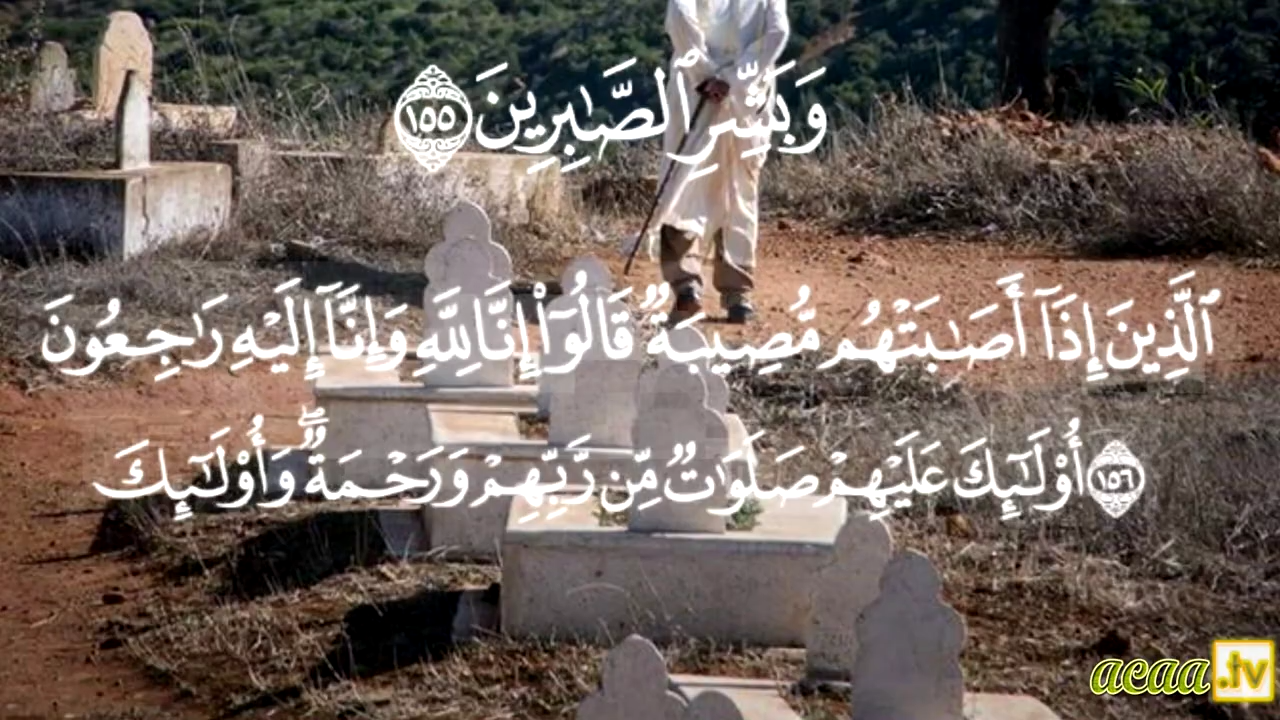 وَبَشِّرِ ٱلصَّـٰبِرِينَ ١٥٥
ٱلَّذِينَ إِذَآ أَصَـٰبَتْهُم مُّصِيبَةٌ قَالُوٓا۟ إِنَّا لِلَّهِ وَإِنَّآ إِلَيْهِ رَٰجِعُونَ
١٥٦ أُو۟لَـٰٓئِكَ عَلَيْهِمْ صَلَوَٰتٌ مِّن رَّبِّهِمْ وَرَحْمَةٌ ۖ وَأُو۟لَـٰٓئِكَ
acaa.tv